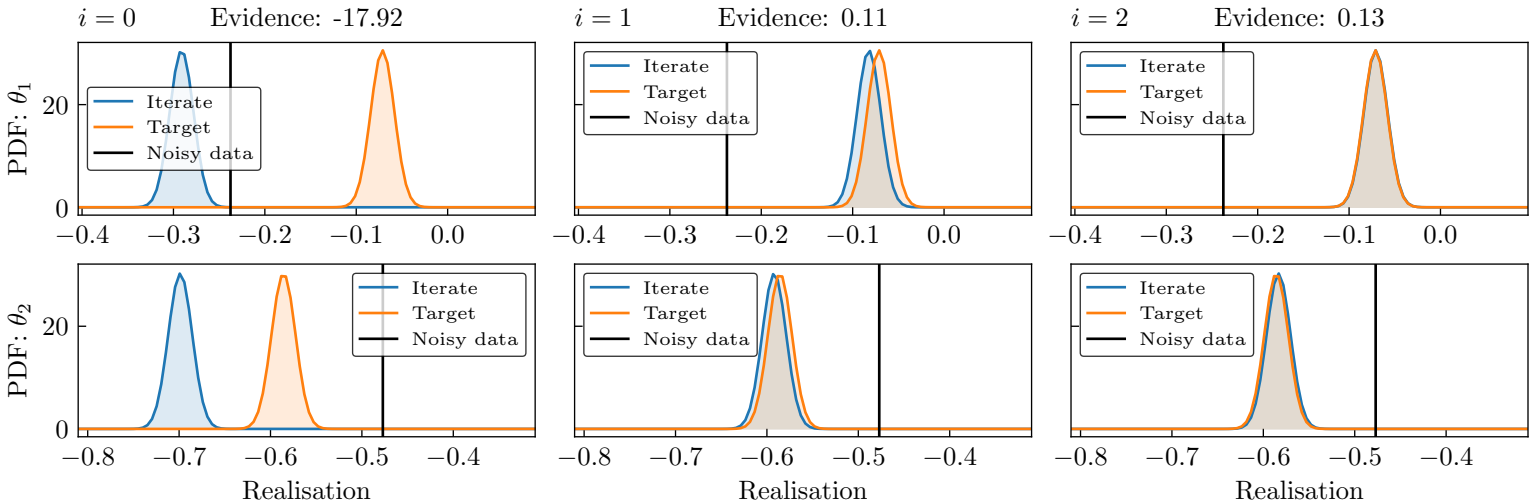 i = 0 Evidence: -17.92
i = 1 Evidence: 0.11
i = 2 Evidence: 0.13
PDF: θ1
20
0
Iterate
Target
Noisy data
−0.4 −0.3 −0.2 −0.1 0.0
Iterate
Target
Noisy data
−0.4 −0.3 −0.2 −0.1 0.0
Iterate
Target
Noisy data
−0.4 −0.3 −0.2 −0.1 0.0
PDF: θ2
20
0
Iterate
Target
Noisy data
−0.8 −0.7 −0.6 −0.5 −0.4
Realisation
Iterate
Target
Noisy data
−0.8 −0.7 −0.6 −0.5 −0.4
Realisation
Iterate
Target
Noisy data
−0.8 −0.7 −0.6 −0.5 −0.4
Realisation